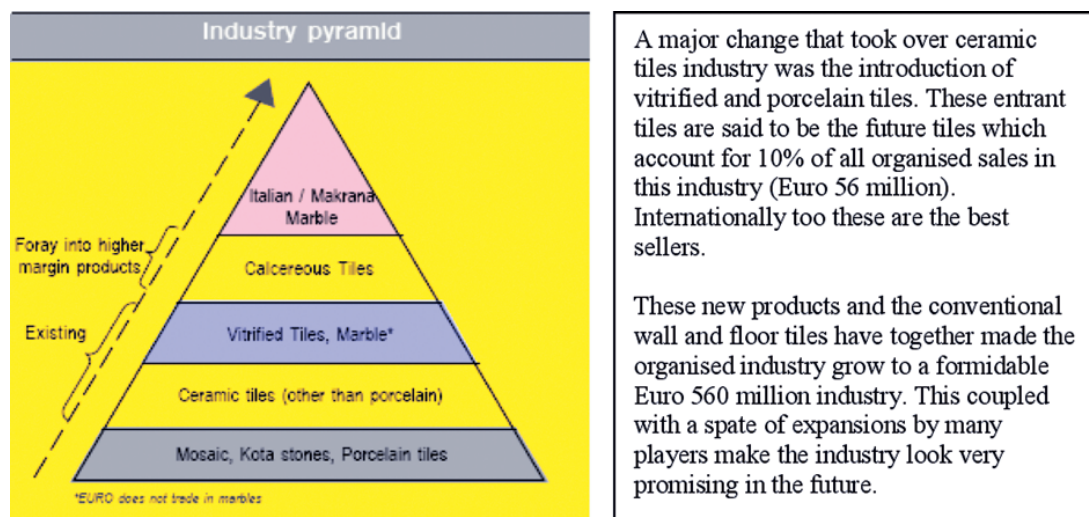 Industry pyramid
Italian / Makrana
Marble
Foray into higher
margin products
Calcereous Tiles
Existing
Vitrified Tiles, Marble*
Ceramic tiles (other than porcelain)
Mosaic, Kota stones, Porcelain tiles
*EURO does not trade in marbles
A major change that took over ceramic
tiles industry was the introduction of
vitrified and porcelain tiles. These entrant
tiles are said to be the future tiles which
account for 10% of all organised sales in
this industry (Euro 56 million).
Internationally too these are the best
sellers.
These new products and the conventional
wall and floor tiles have together made the
organised industry grow to a formidable
Euro 560 million industry. This coupled
with a spate of expansions by many
players make the industry look very
promising in the future.